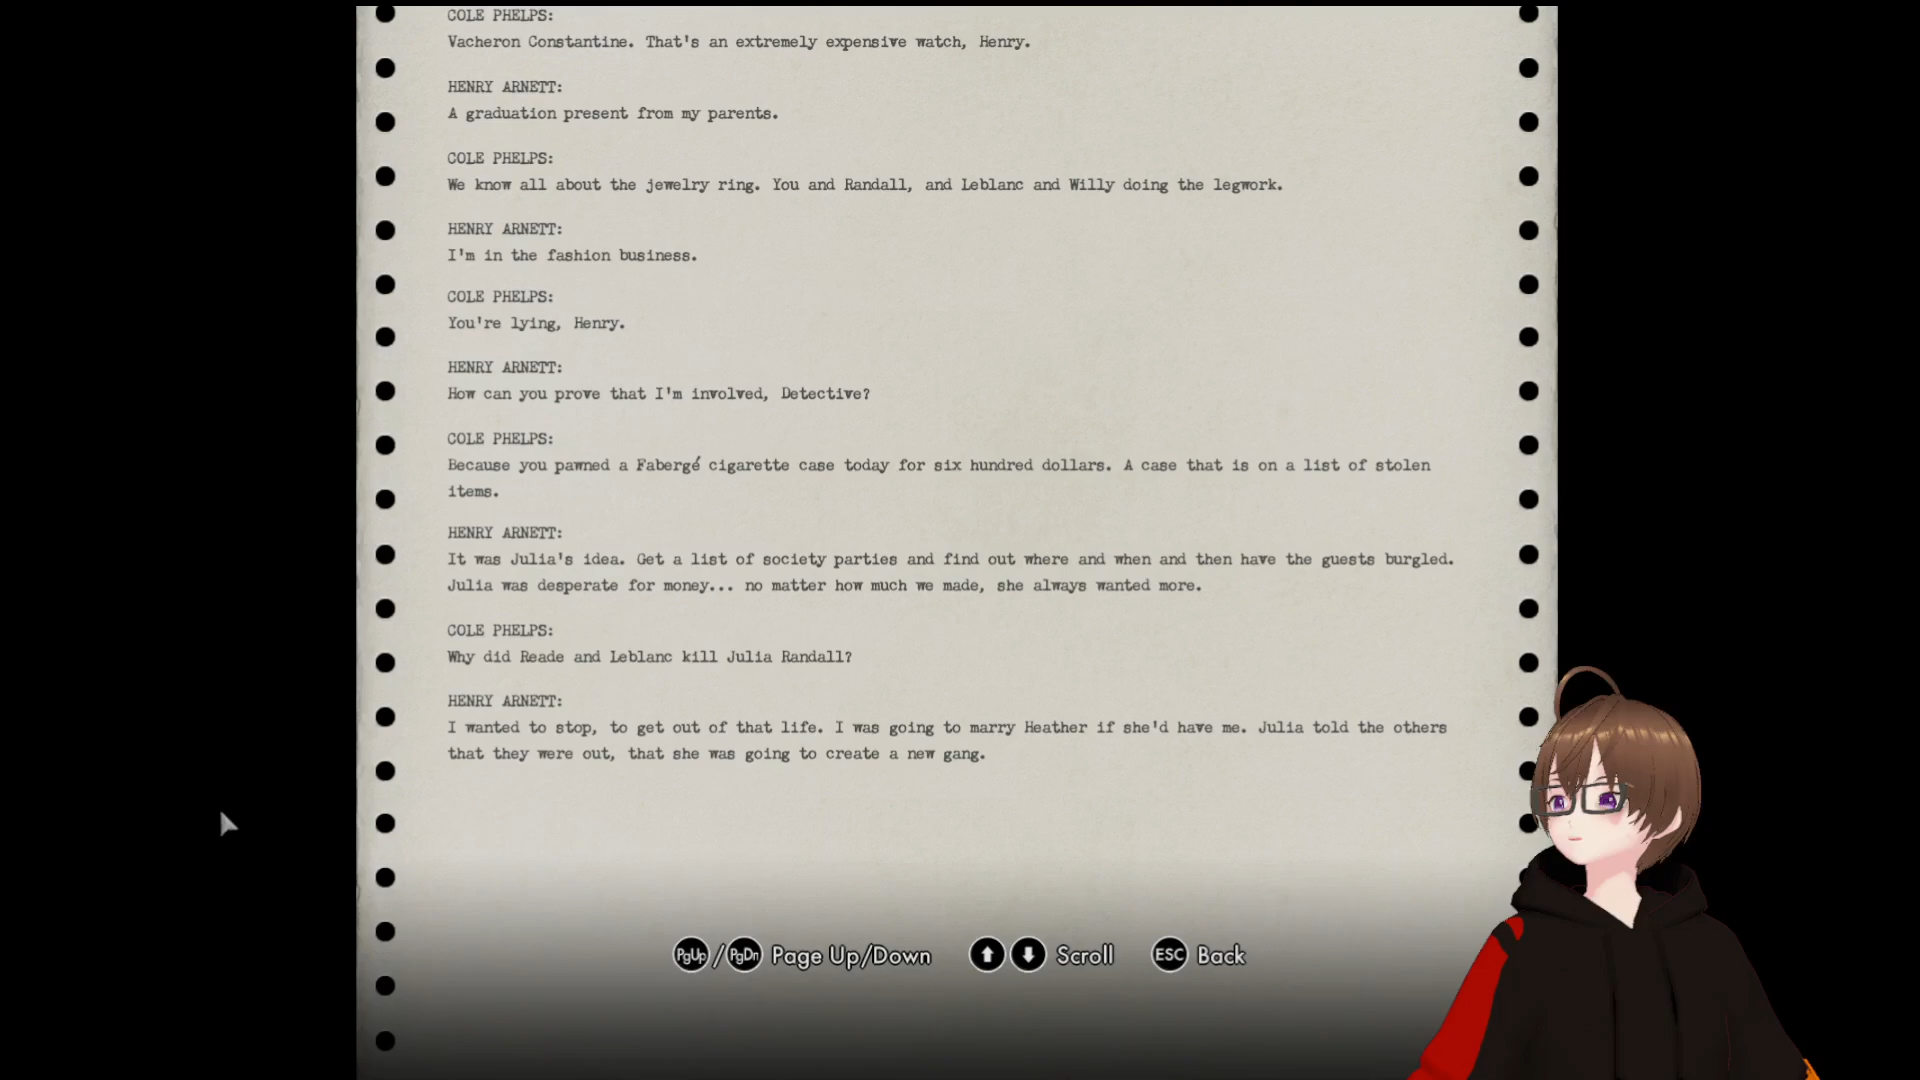 COLE PHELPS:
Vacheron Constantine. That's an extremely expensive watch, Henry.
HENRY ARNETT:
A graduation present from my parents.
COLE PHELPS:
We know all about the jewelry ring. You and Randall, and Leblanc and Willy doing the legwork.
HENRY ARNETT:
I'm in the fashion business.
COLE PHELPS:
You're lying, Henry.
HENRY ARNETT:
How can you prove that I'm involved, Detective?
COLE PHELPS:
Because you pawned a Fabergé cigarette case today for six hundred dollars. A case that is on a list of stolen
items.
HENRY ARNETT:
It was Julia's idea. Get a list of society parties and find out where and when and then have the guests burgled.
Julia was desperate for money... no matter how much we made, she always wanted more.
COLE PHELPS:
Why did Reade and Leblanc kill Julia Randall?
HENRY ARNETT:
I wanted to stop, to get out of that life. I was going to marry Heather if she'd have me. Julia told the others
that they were out, that she was going to create a new gang.
PgUp/PgDn Page Up/Down Scroll ESC Back